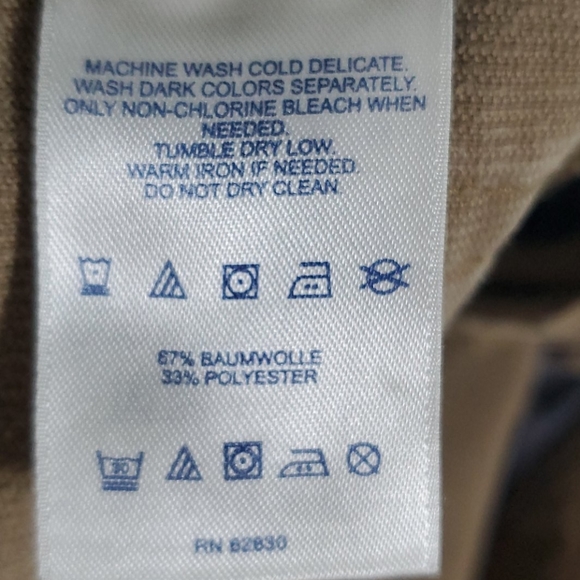 MACHINE WASH COLD DELICATE.
WASH DARK COLORS SEPARATELY.
ONLY NON-CHLORINE BLEACH WHEN
NEEDED.
TUMBLE DRY LOW.
WARM IRON IF NEEDED.
DO NOT DRY CLEAN
67% BAUMWOLLE
33% POLYESTER
30
RN 62830